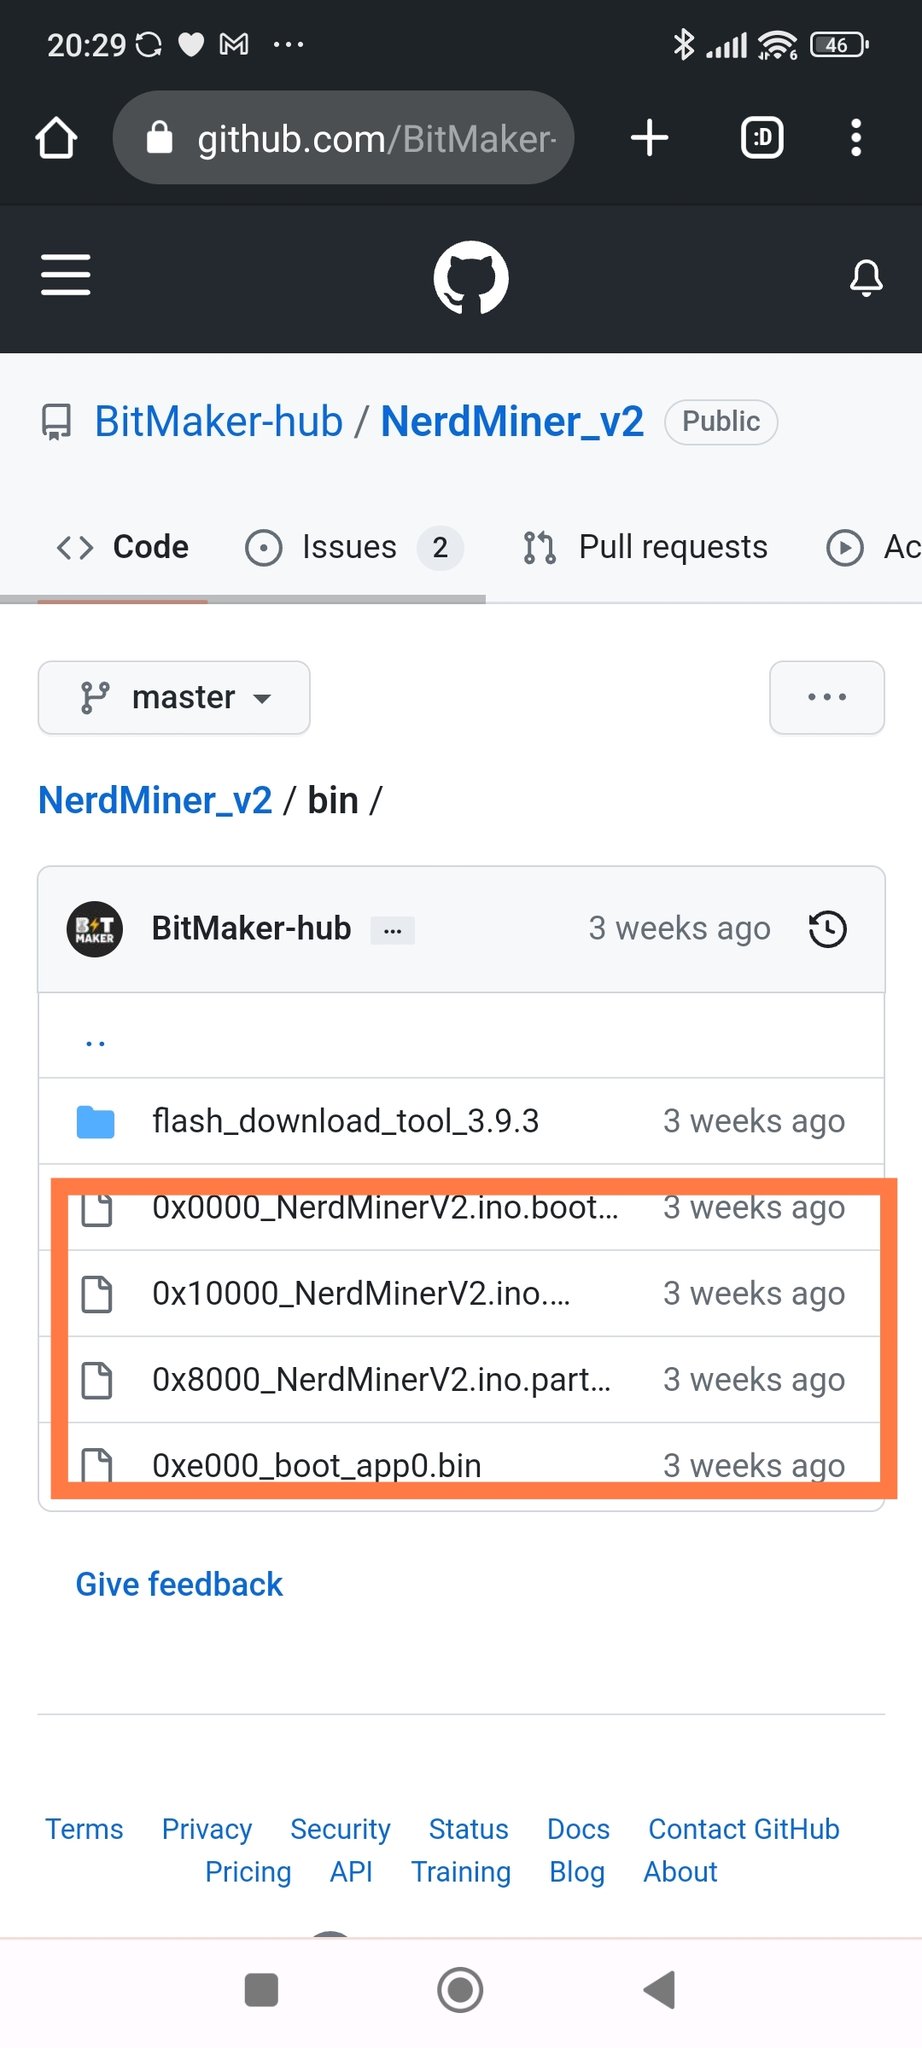 20:29
46
github.com/BitMaker-
:D
BitMaker-hub / NerdMiner_v2 Public
Code Issues 2 Pull requests Ac
master
NerdMiner_v2 / bin /
BIT MAKER
BitMaker-hub ... 3 weeks ago
..
flash_download_tool_3.9.3 3 weeks ago
0x0000_NerdMinerV2.ino.boot... 3 weeks ago
0x10000_NerdMinerV2.ino.... 3 weeks ago
0x8000_NerdMinerV2.ino.part... 3 weeks ago
0xe000_boot_app0.bin 3 weeks ago
Give feedback
Terms Privacy Security Status Docs Contact GitHub
Pricing API Training Blog About